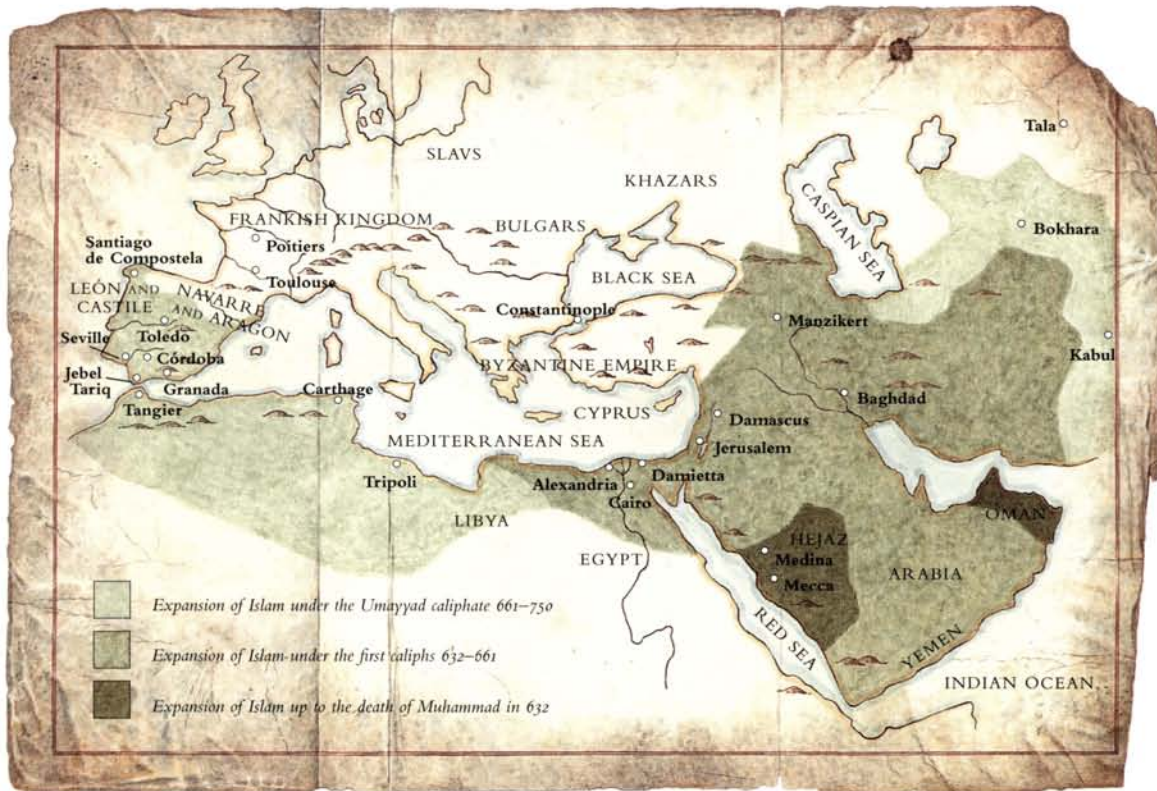 Tala
SLAVS
KHAZARS
CASPIAN SEA
FRANKISH KINGDOM
BULGARS
Bokhara
Poitiers
Santiago
de Compostela
BLACK SEA
Toulouse
LEÓN AND
CASTILE
NAVARRE
AND ARAGON
Constantinople
Manzikert
Toledo
Seville
Córdoba
Kabul
BYZANTINE EMPIRE
Jebel
Tariq
Granada
Carthage
Baghdad
Tangier
CYPRUS
Damascus
MEDITERRANEAN SEA
Jerusalem
Tripoli
Alexandria
Damietta
Cairo
OMAN
LIBYA
HEJAZ
EGYPT
Medina
ARABIA
Mecca
Expansion of Islam under the Umayyad caliphate 661–750
RED SEA
YEMEN
Expansion of Islam under the first caliphs 632–661
INDIAN OCEAN
Expansion of Islam up to the death of Muhammad in 632